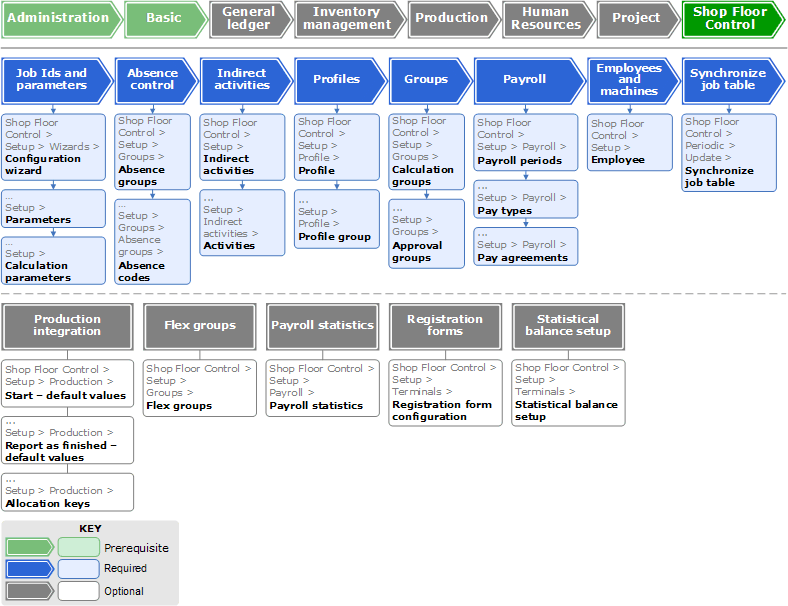 Administration
Basic
General
ledger
Inventory
management
Production
Human
Resources
Project
Shop Floor
Control
Job Ids and
parameters
Absence
control
Indirect
activities
Profiles
Groups
Payroll
Employees
and
machines
Synchronize
job table
Shop Floor
Control >
Setup > Wizards >
Configuration
wizard
...
Setup >
Parameters
...
Setup >
Calculation
parameters
Shop Floor
Control >
Setup >
Groups >
Absence
groups
...
Setup >
Groups >
Absence
groups >
Absence
codes
Shop Floor
Control >
Setup >
Indirect
activities
...
Setup >
Indirect
activities >
Activities
Shop Floor
Control >
Setup >
Profile >
Profile
...
Setup >
Profile >
Profile group
Shop Floor
Control >
Setup >
Groups >
Calculation
groups
...
Setup >
Groups >
Approval
groups
Shop Floor
Control >
Setup > Payroll >
Payroll periods
...
Setup > Payroll >
Pay types
...
Setup > Payroll >
Pay agreements
Shop Floor
Control >
Setup >
Employee
Shop Floor
Control >
Periodic >
Update >
Synchronize
job table
Production
integration
Flex groups
Payroll statistics
Registration
forms
Statistical
balance setup
Shop Floor Control >
Setup > Production >
Start – default values
...
Setup > Production >
Report as finished –
default values
...
Setup > Production >
Allocation keys
Shop Floor Control >
Setup >
Groups >
Flex groups
Shop Floor Control >
Setup >
Payroll >
Payroll statistics
Shop Floor Control >
Setup >
Terminals >
Registration form
configuration
Shop Floor Control >
Setup >
Terminals >
Statistical balance
setup
KEY
Prerequisite
Required
Optional